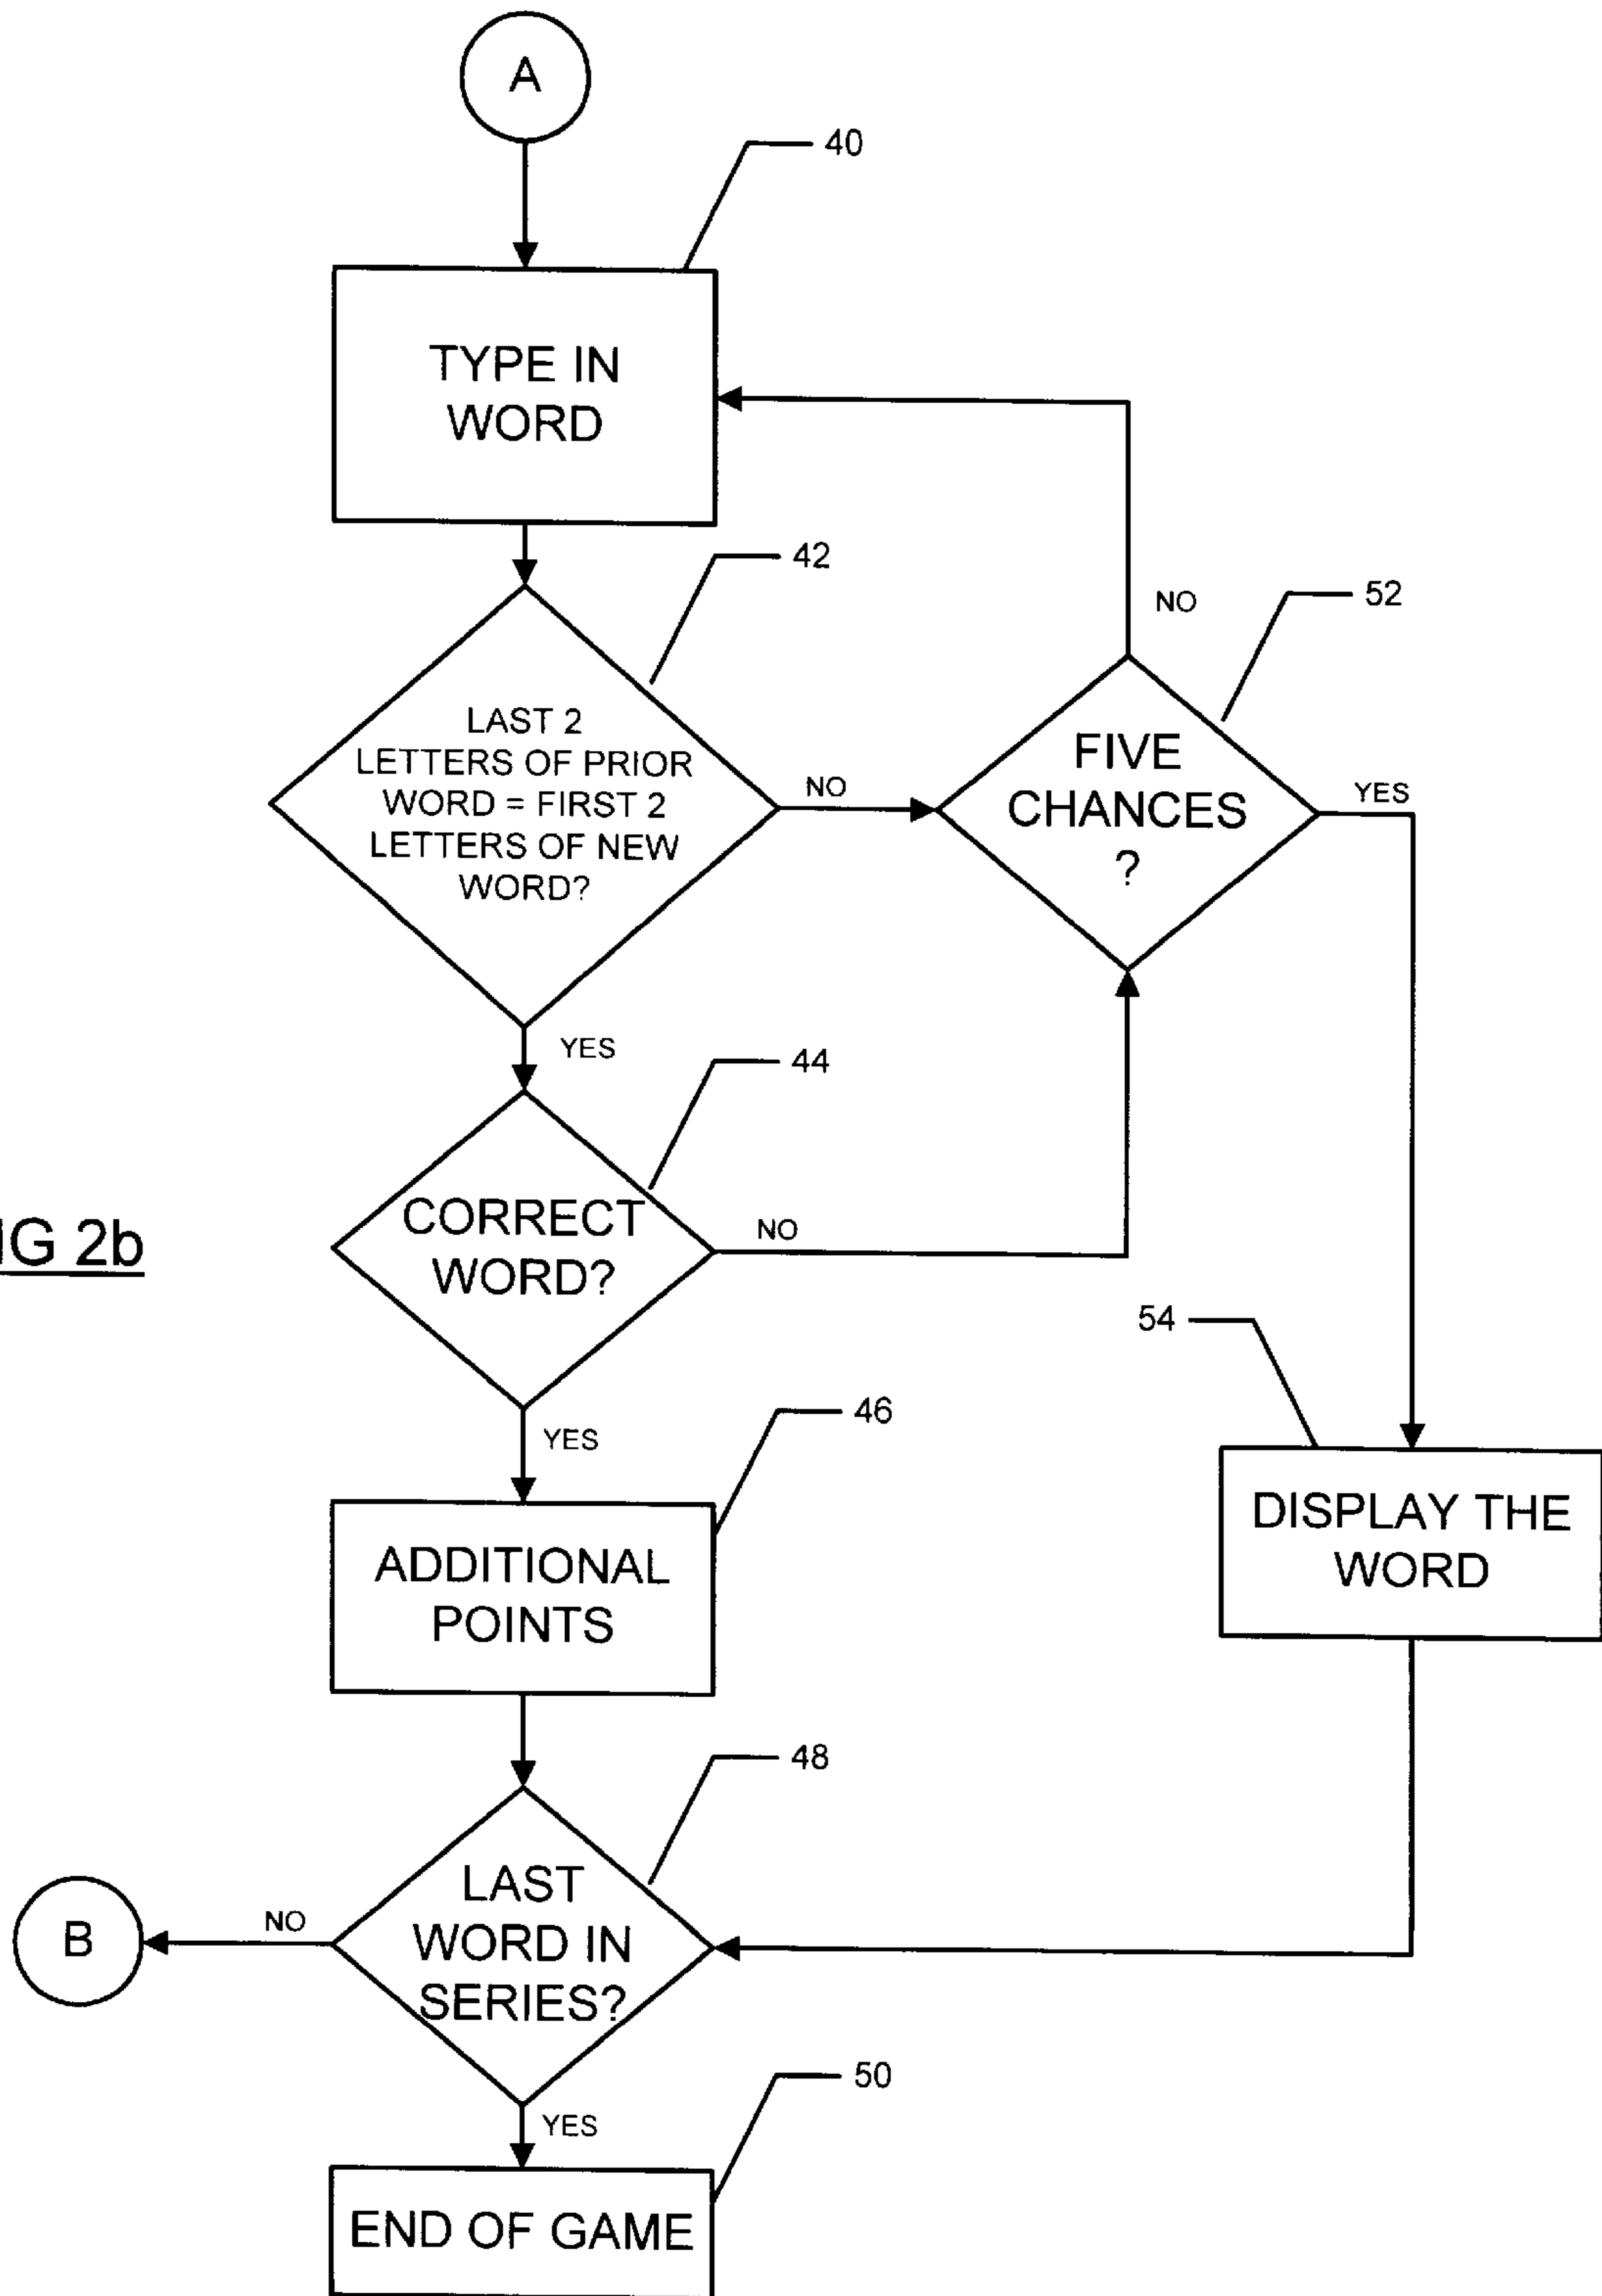 A
40
TYPE IN
WORD
42
NO
52
LAST 2
LETTERS OF PRIOR
WORD = FIRST 2
LETTERS OF NEW
WORD?
NO
FIVE
CHANCES
?
YES
YES
44
CORRECT
WORD?
NO
IG 2b
54
YES
46
ADDITIONAL
POINTS
DISPLAY THE
WORD
48
LAST
WORD IN
SERIES?
NO
B
YES
50
END OF GAME